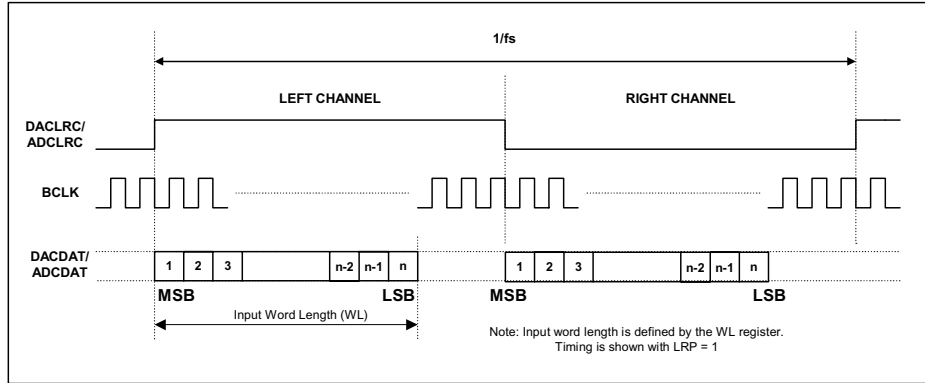 1/fs
LEFT CHANNEL
RIGHT CHANNEL
DACLRC/
ADCLRC
BCLK
DACDAT/
ADCDAT
1 2 3 n-2 n-1 n
1 2 3 n-2 n-1 n
MSB LSB MSB LSB
Input Word Length (WL)
Note: Input word length is defined by the WL register.
Timing is shown with LRP = 1